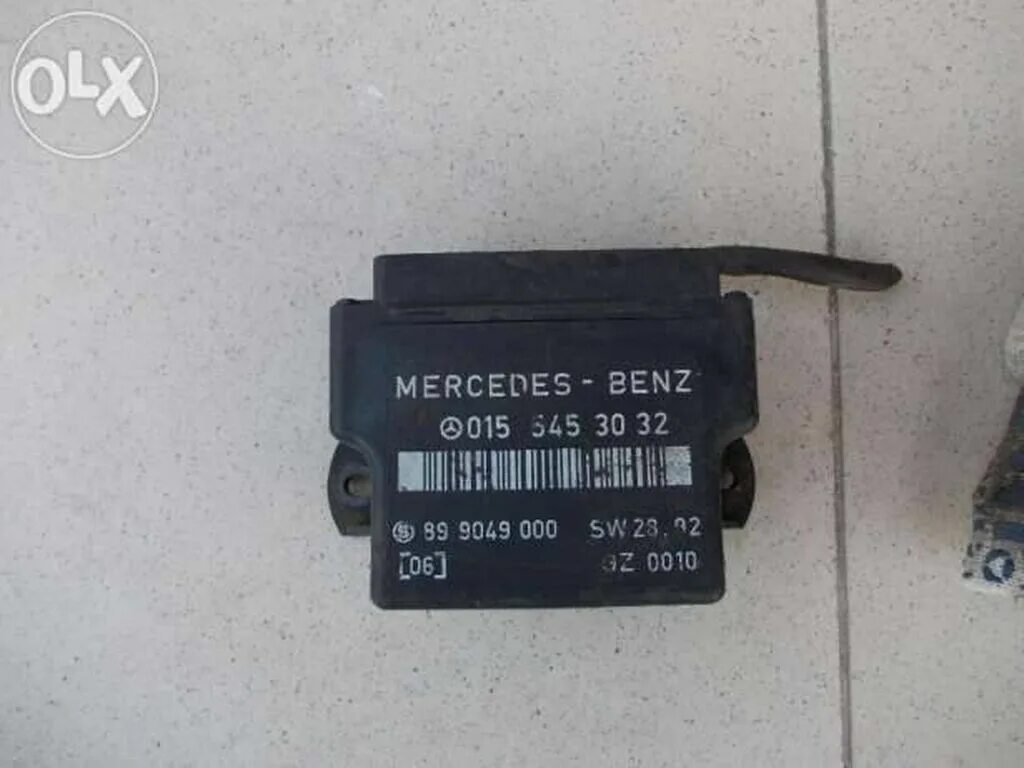 OLX
MERCEDES - BENZ
015 545 30 32
89 9049 000 SW 28.92
[06] GZ 0010